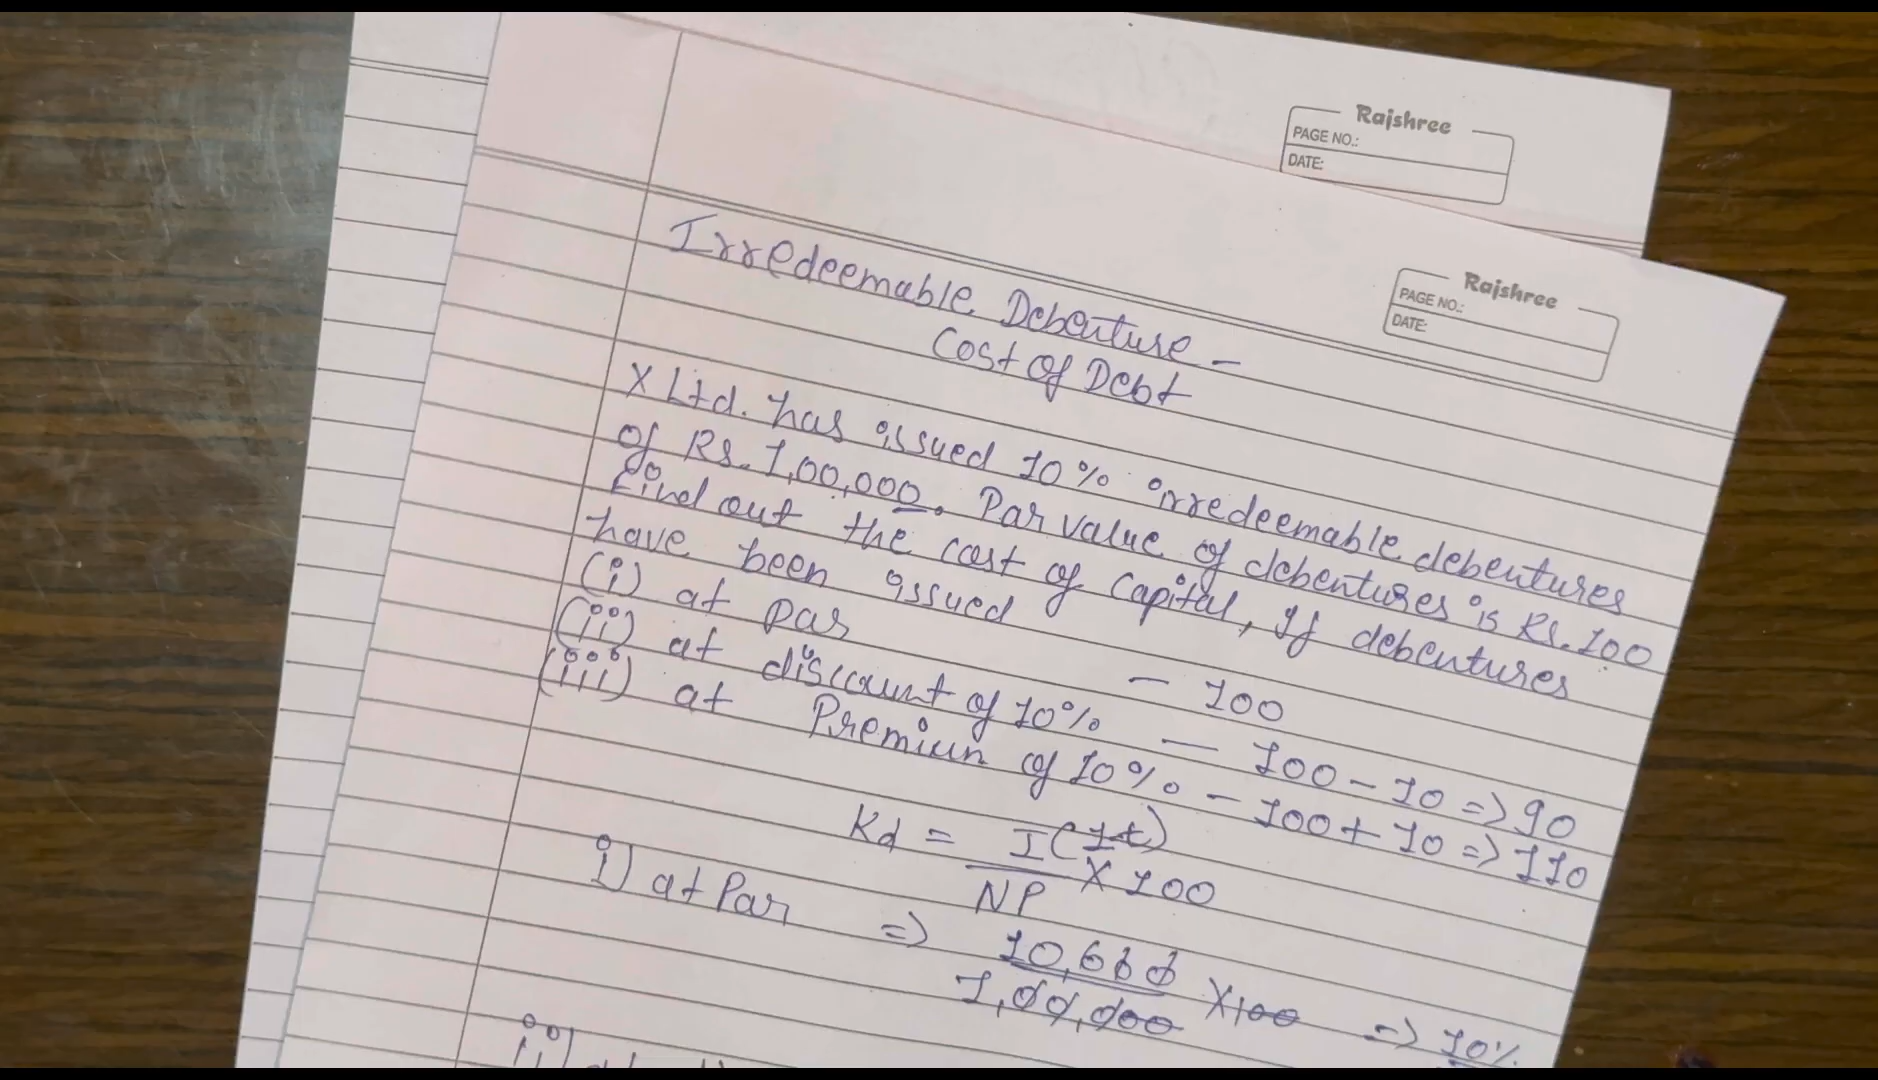 Rajshree
PAGE NO.:
DATE:
Rajshree
PAGE NO.:
DATE:
Irredeemable Debenture -
Cost of Debt
X Ltd. has issued 10% irredeemable debentures
of Rs. 1,00,000. Par value of debentures is Rs. 100
find out the cost of capital, If debentures
have been issued
(i) at par - 100
(ii) at discount of 10% - 100 - 10 => 90
(iii) at Premium of 10% - 100 + 10 => 110
Kd = I(1-t)/NP X 100
i) at Par => 10,000/1,00,000 X 100 => 10%
ii)